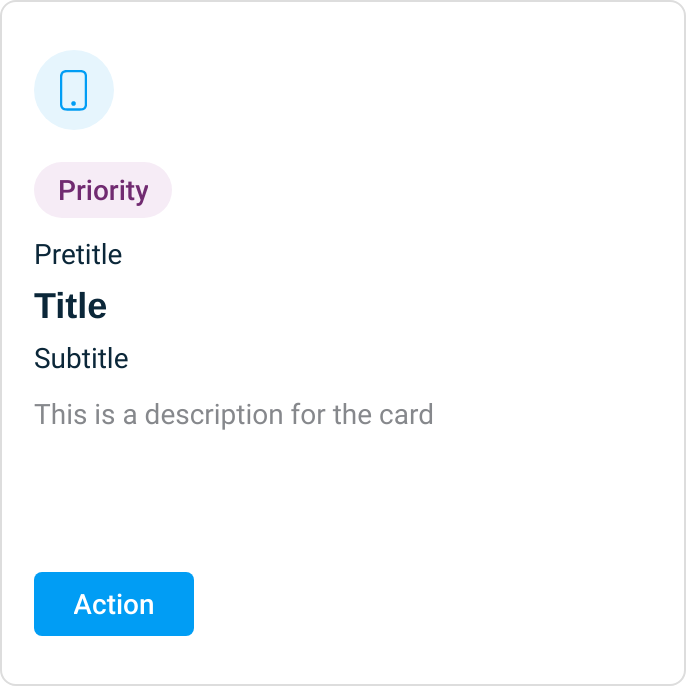 Priority
Pretitle
Title
Subtitle
This is a description for the card
Action